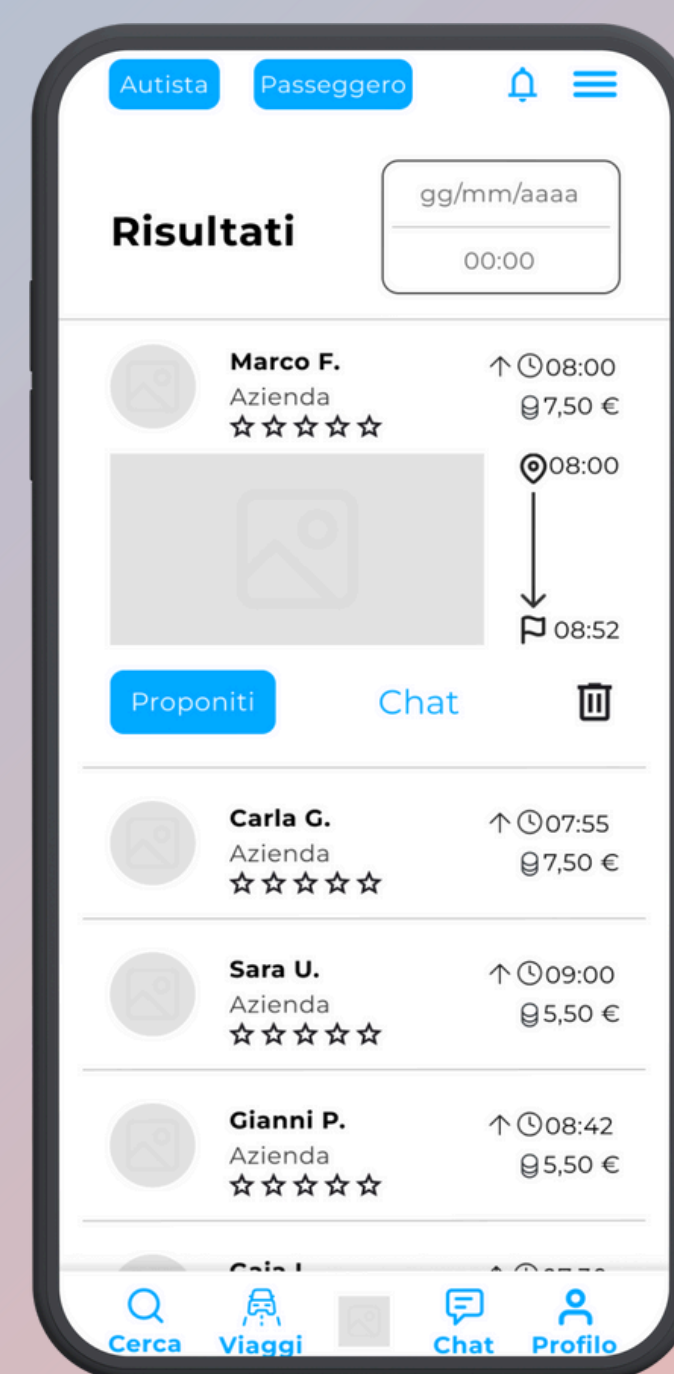 Autista Passeggero
gg/mm/aaaa
Risultati
00:00
Marco F. 08:00
Azienda 7,50 €
08:00
08:52
Proponiti Chat
Carla G. 07:55
Azienda 7,50 €
Sara U. 09:00
Azienda 5,50 €
Gianni P. 08:42
Azienda 5,50 €
Cerca Viaggi Chat Profilo